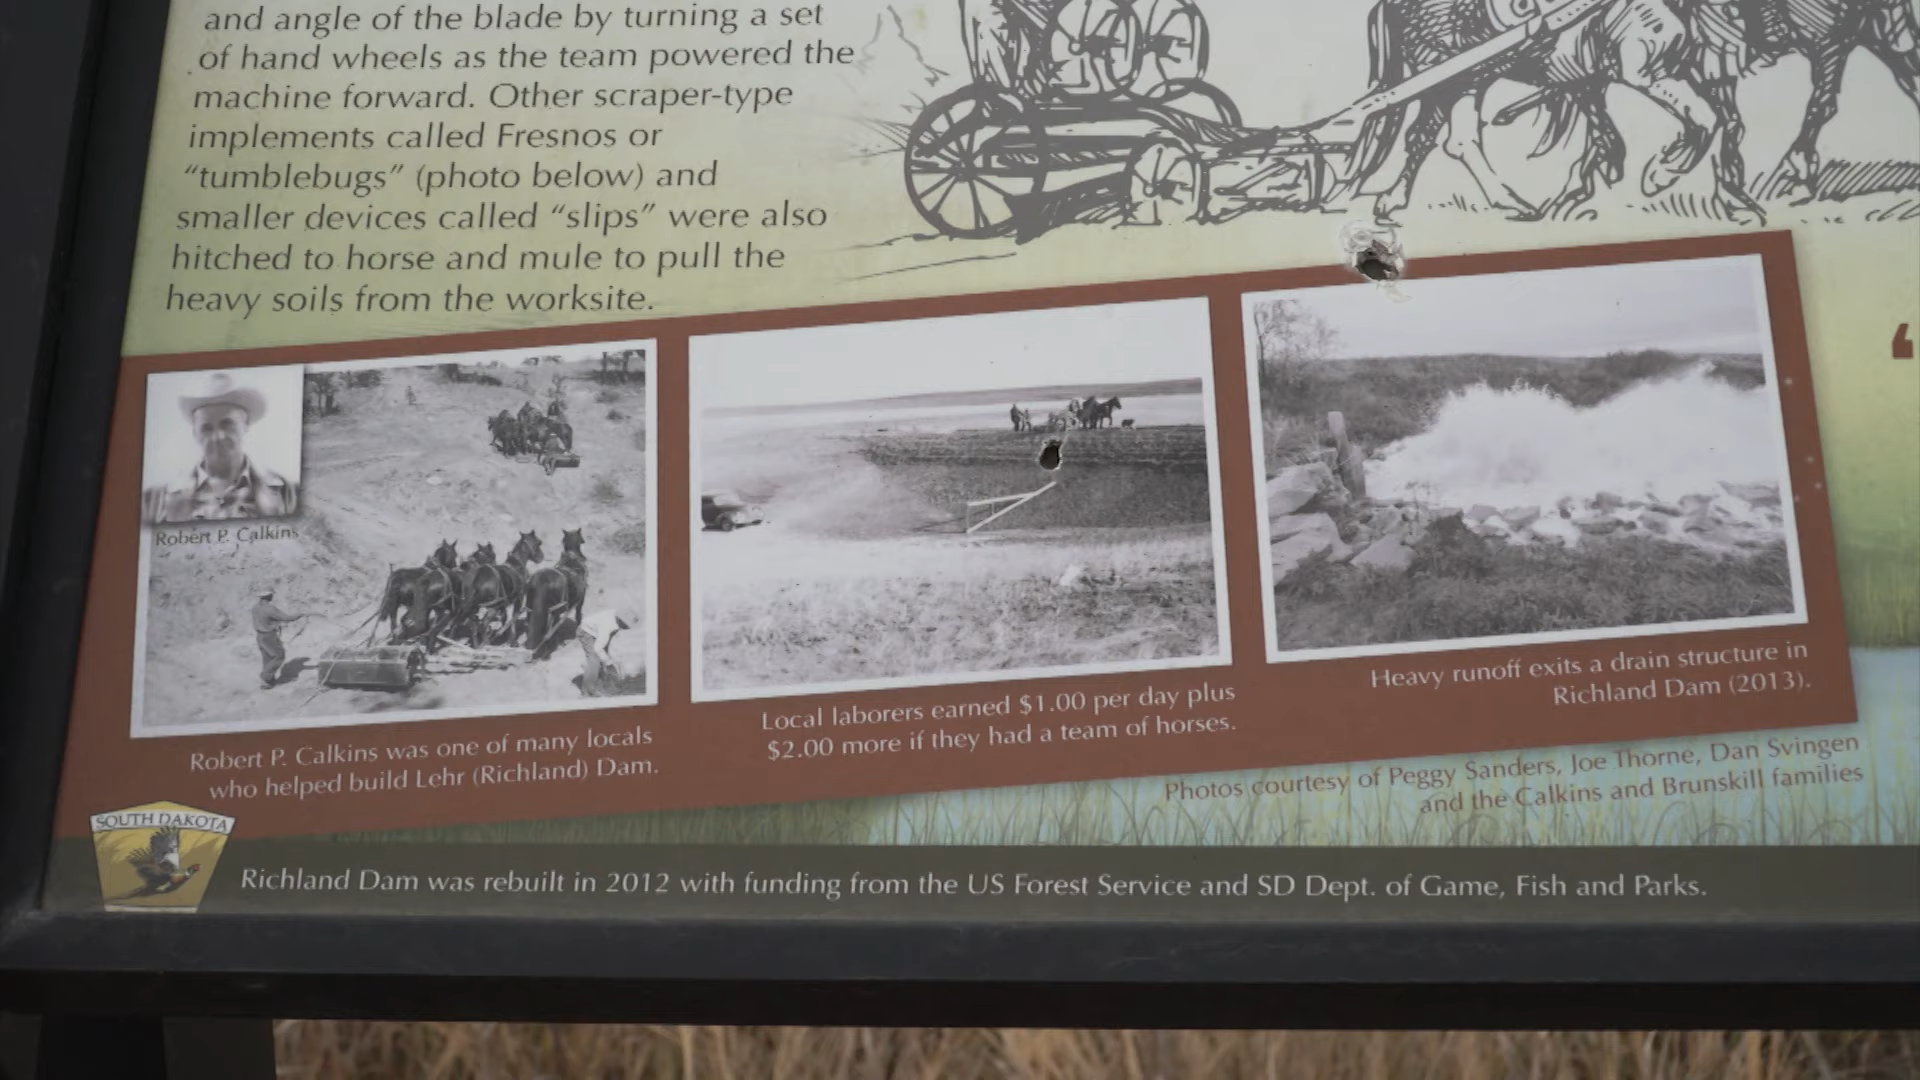 and angle of the blade by turning a set
of hand wheels as the team powered the
machine forward. Other scraper-type
implements called Fresnos or
“tumblebugs” (photo below) and
smaller devices called “slips” were also
hitched to horse and mule to pull the
heavy soils from the worksite.
Robert P. Calkins
Robert P. Calkins was one of many locals
who helped build Lehr (Richland) Dam.
Local laborers earned $1.00 per day plus
$2.00 more if they had a team of horses.
Heavy runoff exits a drain structure in
Richland Dam (2013).
Photos courtesy of Peggy Sanders, Joe Thorne, Dan Svingen
and the Calkins and Brunskill families
SOUTH DAKOTA
Richland Dam was rebuilt in 2012 with funding from the US Forest Service and SD Dept. of Game, Fish and Parks.